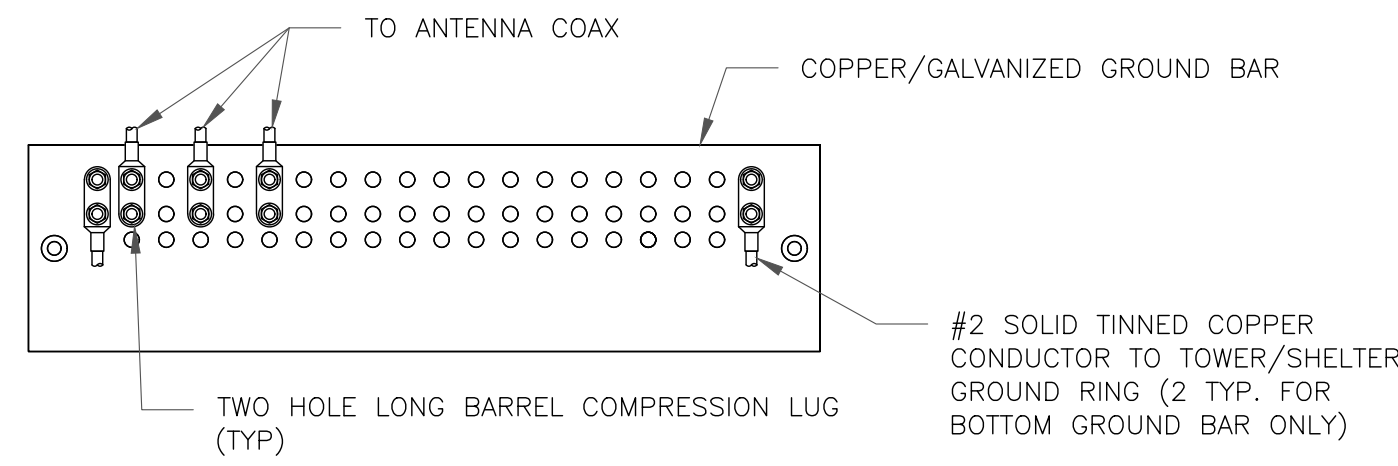 TO ANTENNA COAX
COPPER/GALVANIZED GROUND BAR
#2 SOLID TINNED COPPER
CONDUCTOR TO TOWER/SHELTER
GROUND RING (2 TYP. FOR
BOTTOM GROUND BAR ONLY)
TWO HOLE LONG BARREL COMPRESSION LUG
(TYP)